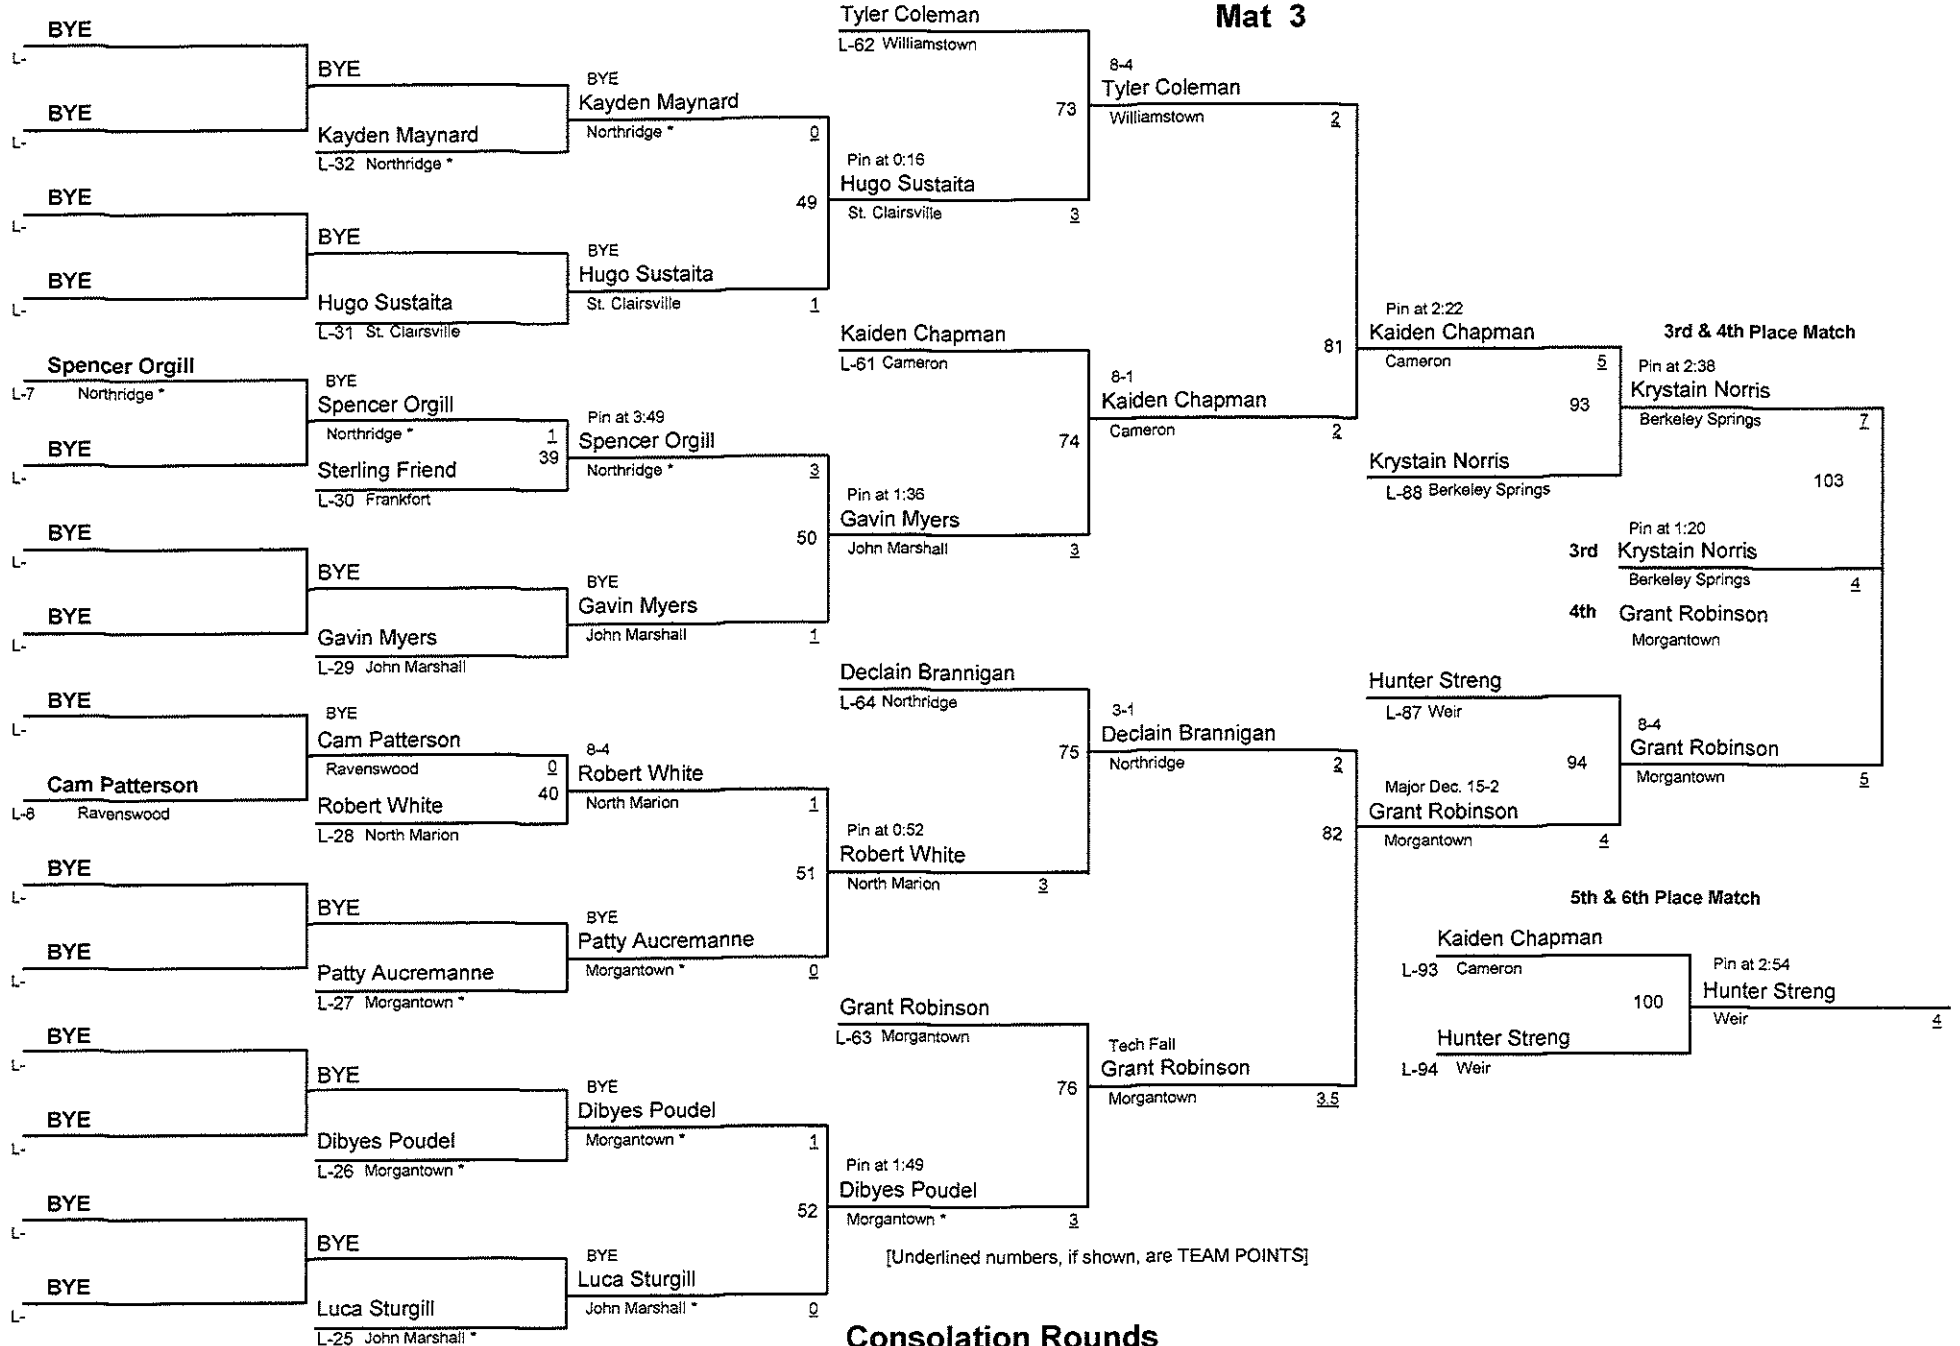 Mat 3
BYE
L-
BYE
L-
BYE
L-
BYE
L-
Spencer Orgill
L-7 Northridge *
BYE
L-
BYE
L-
BYE
L-
BYE
L-
Cam Patterson
L-8 Ravenswood
BYE
L-
BYE
L-
BYE
L-
BYE
L-
BYE
L-
BYE
L-
BYE
Kayden Maynard
L-32 Northridge *
BYE
Hugo Sustaita
L-31 St. Clairsville
BYE
Spencer Orgill
Northridge *
1
39
Sterling Friend
L-30 Frankfort
BYE
Gavin Myers
L-29 John Marshall
BYE
Cam Patterson
Ravenswood
0
40
Robert White
L-28 North Marion
BYE
Patty Aucremanne
L-27 Morgantown *
BYE
Dibyes Poudel
L-26 Morgantown *
BYE
Luca Sturgill
L-25 John Marshall *
BYE
Kayden Maynard
Northridge *
0
49
BYE
Hugo Sustaita
St. Clairsville
1
Pin at 3:49
Spencer Orgill
Northridge *
3
50
BYE
Gavin Myers
John Marshall
1
8-4
Robert White
North Marion
1
51
BYE
Patty Aucremanne
Morgantown *
0
BYE
Dibyes Poudel
Morgantown *
1
52
BYE
Luca Sturgill
John Marshall *
0
Tyler Coleman
L-62 Williamstown
73
Pin at 0:16
Hugo Sustaita
St. Clairsville
3
Kaiden Chapman
L-61 Cameron
74
Pin at 1:36
Gavin Myers
John Marshall
3
Declain Brannigan
L-64 Northridge
75
Pin at 0:52
Robert White
North Marion
3
Grant Robinson
L-63 Morgantown
76
Pin at 1:49
Dibyes Poudel
Morgantown *
3
8-4
Tyler Coleman
Williamstown
2
81
8-1
Kaiden Chapman
Cameron
2
3-1
Declain Brannigan
Northridge
2
82
Tech Fall
Grant Robinson
Morgantown
3.5
Pin at 2:22
Kaiden Chapman
Cameron
5
93
Krystain Norris
L-88 Berkeley Springs
Hunter Streng
L-87 Weir
94
Major Dec. 15-2
Grant Robinson
Morgantown
4
3rd & 4th Place Match
Pin at 2:38
Krystain Norris
Berkeley Springs
7
103
Pin at 1:20
3rd Krystain Norris
Berkeley Springs
4
4th Grant Robinson
Morgantown
8-4
Grant Robinson
Morgantown
5
5th & 6th Place Match
Kaiden Chapman
L-93 Cameron
100
Hunter Streng
L-94 Weir
Pin at 2:54
Hunter Streng
Weir
4
[Underlined numbers, if shown, are TEAM POINTS]
Consolation Rounds